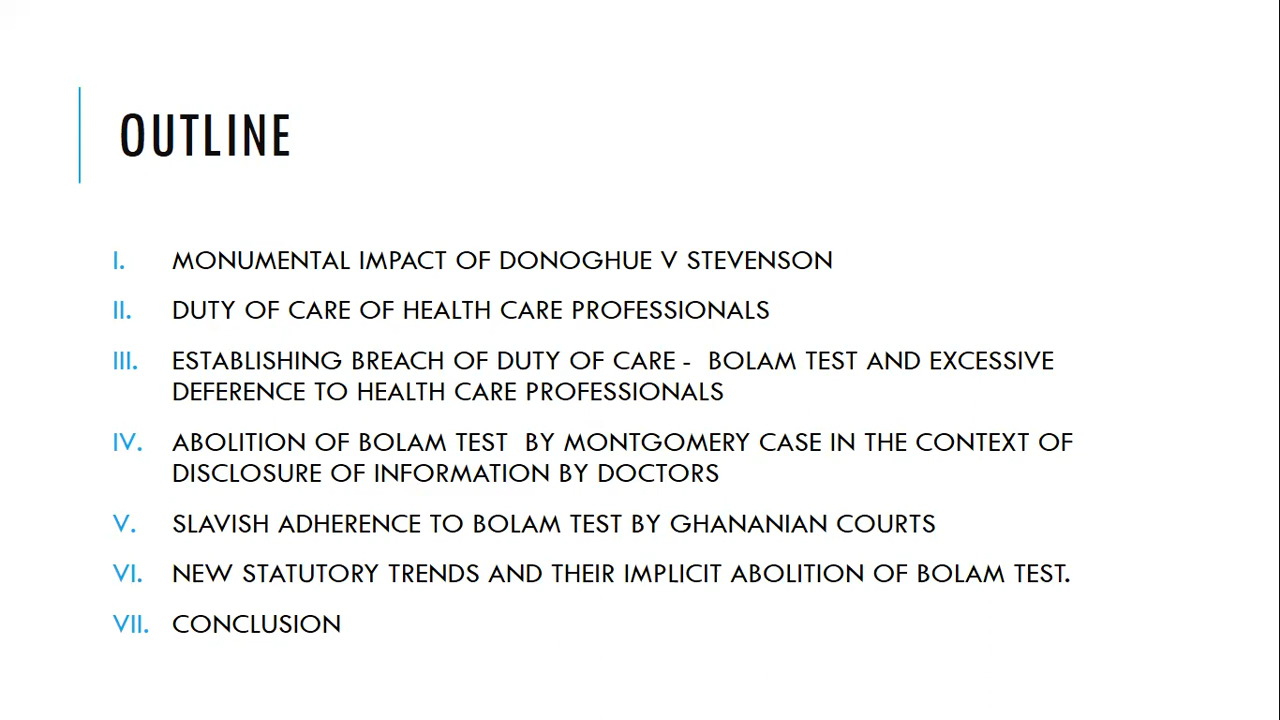 OUTLINE
I. MONUMENTAL IMPACT OF DONOGHUE V STEVENSON
II. DUTY OF CARE OF HEALTH CARE PROFESSIONALS
III. ESTABLISHING BREACH OF DUTY OF CARE - BOLAM TEST AND EXCESSIVE
DEFERENCE TO HEALTH CARE PROFESSIONALS
IV. ABOLITION OF BOLAM TEST BY MONTGOMERY CASE IN THE CONTEXT OF
DISCLOSURE OF INFORMATION BY DOCTORS
V. SLAVISH ADHERENCE TO BOLAM TEST BY GHANANIAN COURTS
VI. NEW STATUTORY TRENDS AND THEIR IMPLICIT ABOLITION OF BOLAM TEST.
VII. CONCLUSION